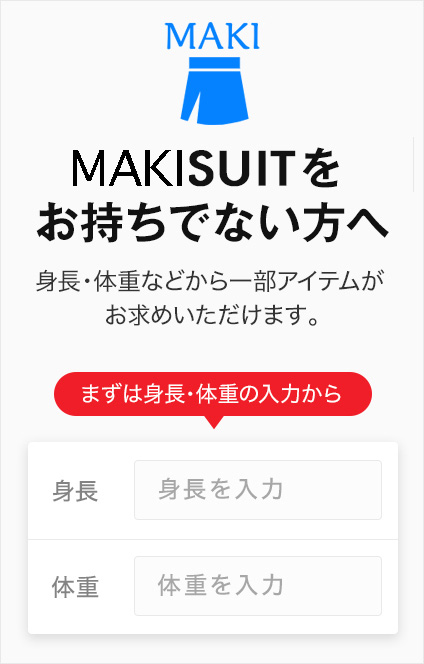 MAKI
MAKISUITを
お持ちでない方へ
身長・体重などから一部アイテムが
お求めいただけます。
まずは身長・体重の入力から
身長 身長を入力
体重 体重を入力